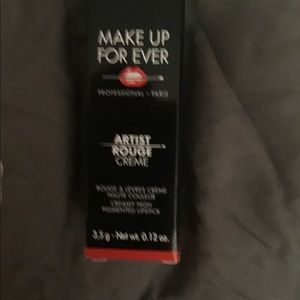 MAKE UP
FOR EVER
PROFESSIONAL - PARIS
ARTIST
ROUGE
CREME
ROUGE À LÈVRES CRÈME
HAUTE COULEUR
CREAMY HIGH
PIGMENTED LIPSTICK
3,5 g - Net wt. 0.12 oz.